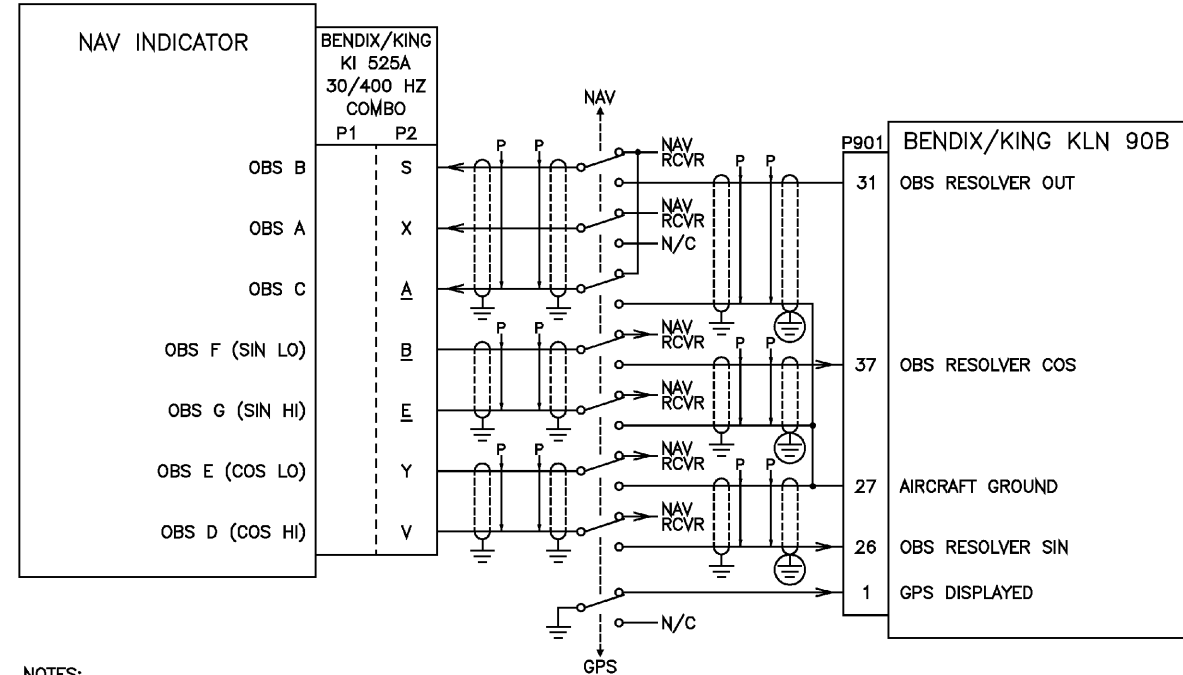 NAV INDICATOR
BENDIX/KING
KI 525A
30/400 HZ
COMBO
P1 P2
OBS B S
OBS A X
OBS C A
OBS F (SIN LO) B
OBS G (SIN HI) E
OBS E (COS LO) Y
OBS D (COS HI) V
P P
P P
P P
NAV
NAV
RCVR
NAV
RCVR
N/C
NAV
RCVR
NAV
RCVR
NAV
RCVR
NAV
RCVR
N/C
GPS
P P
P P
P P
P901 BENDIX/KING KLN 90B
31 OBS RESOLVER OUT
37 OBS RESOLVER COS
27 AIRCRAFT GROUND
26 OBS RESOLVER SIN
1 GPS DISPLAYED
NOTES: